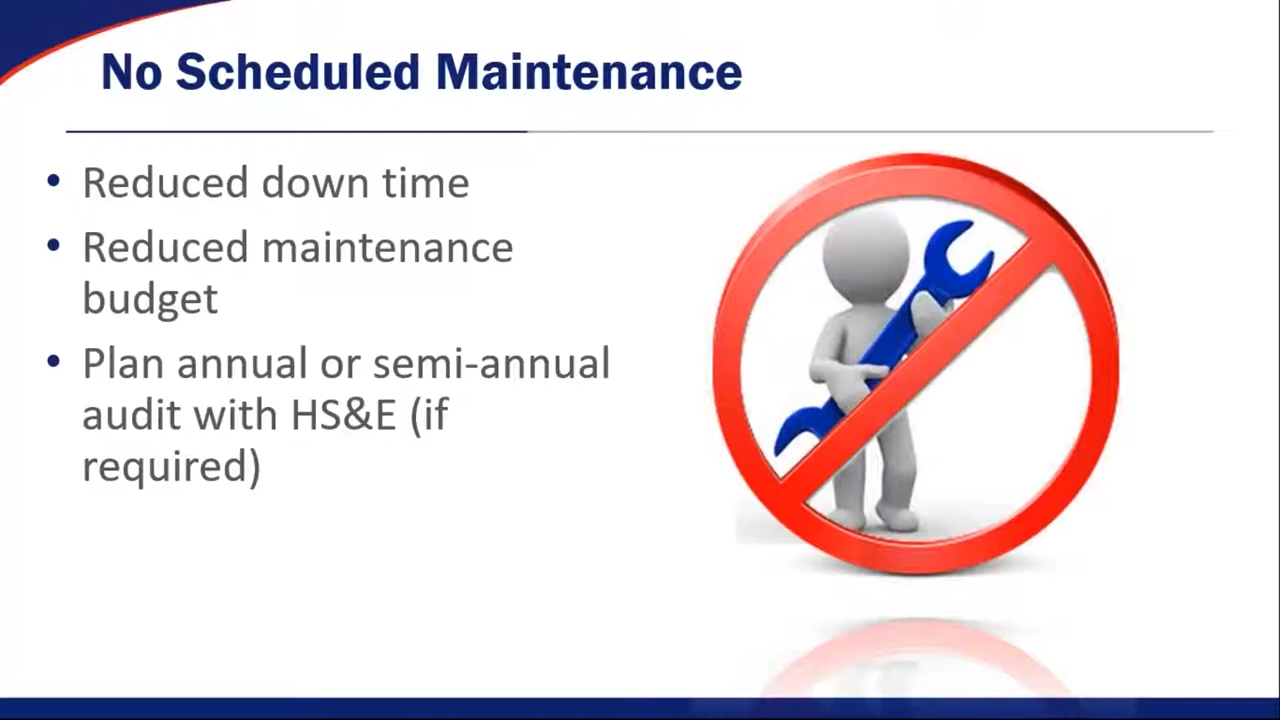 No Scheduled Maintenance
• Reduced down time
• Reduced maintenance
budget
• Plan annual or semi-annual
audit with HS&E (if
required)